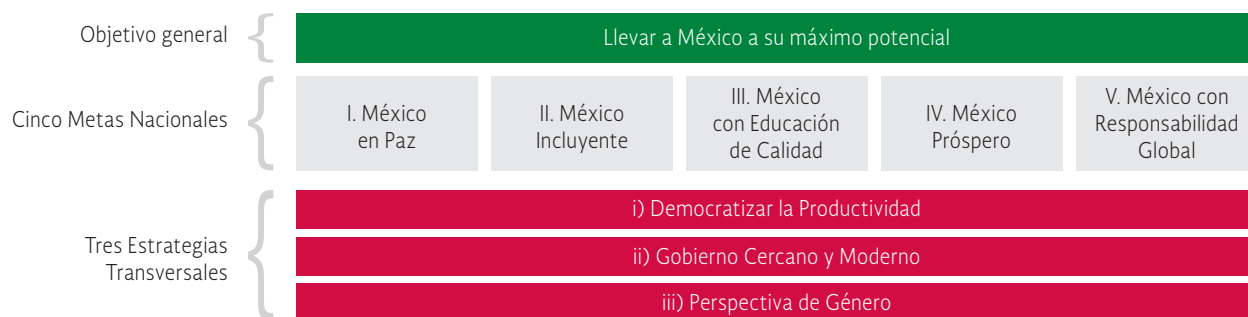 Objetivo general
Llevar a México a su máximo potencial
Cinco Metas Nacionales
I. México
en Paz
II. México
Incluyente
III. México
con Educación
de Calidad
IV. México
Próspero
V. México con
Responsabilidad
Global
Tres Estrategias
Transversales
i) Democratizar la Productividad
ii) Gobierno Cercano y Moderno
iii) Perspectiva de Género